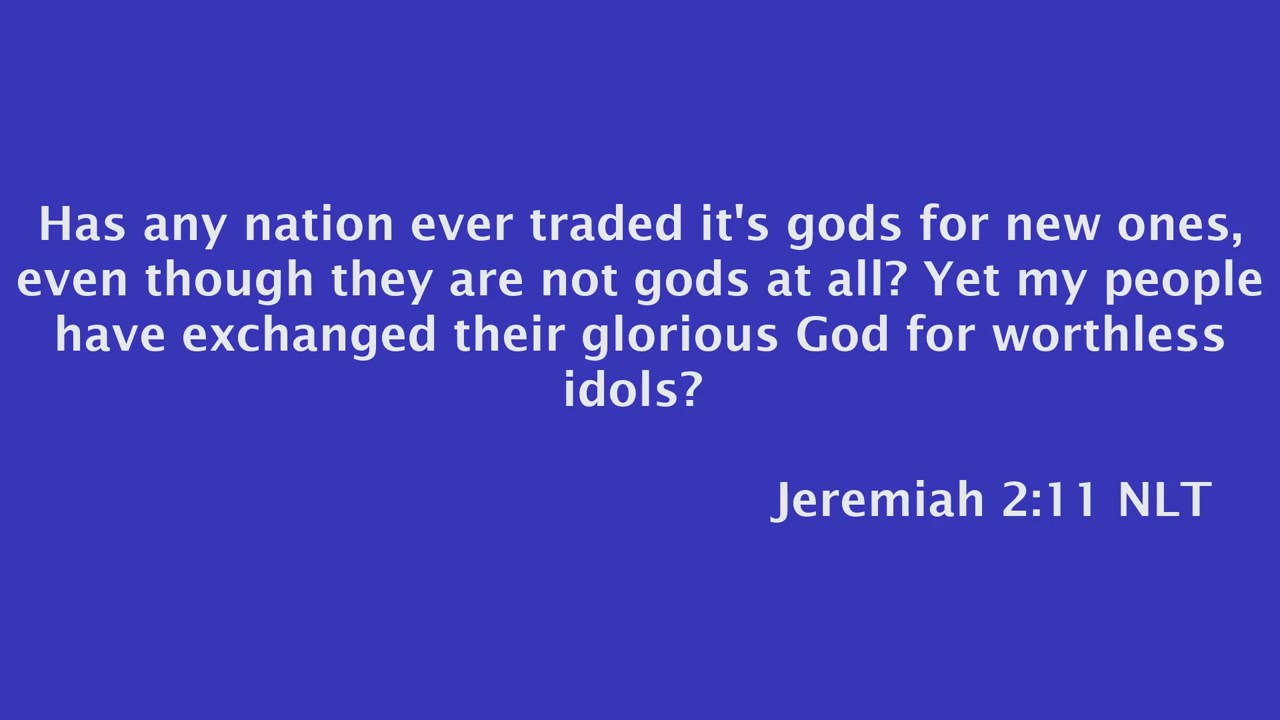 Has any nation ever traded it's gods for new ones,
even though they are not gods at all? Yet my people
have exchanged their glorious God for worthless
idols?
Jeremiah 2:11 NLT